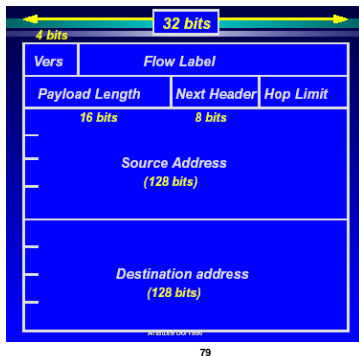 32 bits
4 bits
Vers Flow Label
Payload Length Next Header Hop Limit
16 bits 8 bits
Source Address
(128 bits)
Destination address
(128 bits)
79